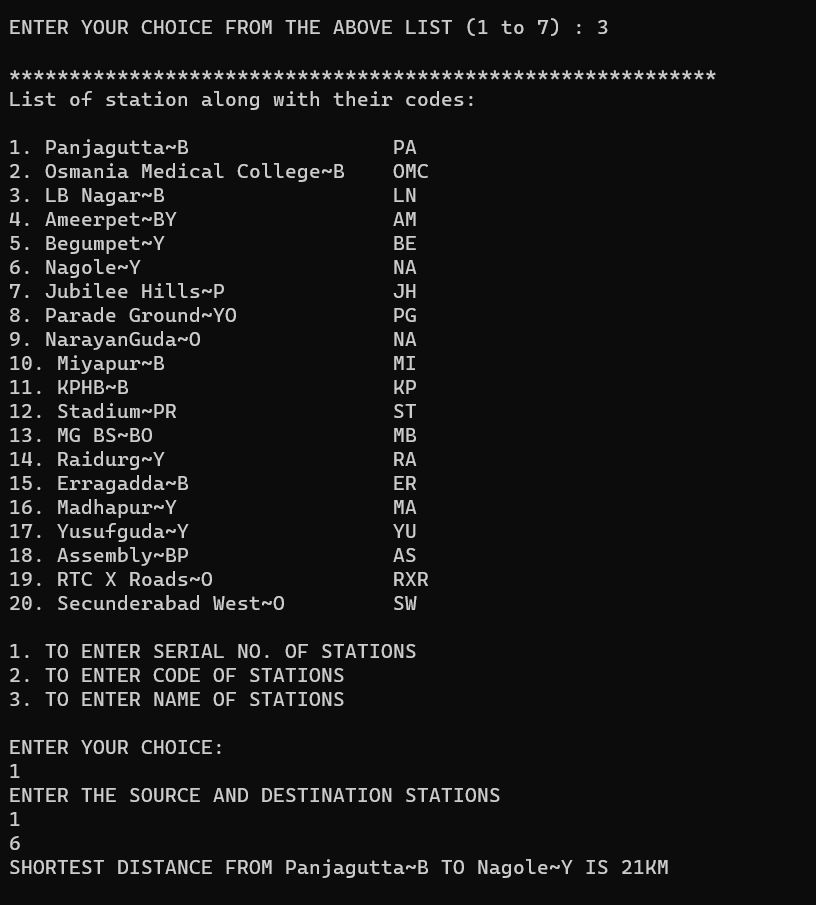 ENTER YOUR CHOICE FROM THE ABOVE LIST (1 to 7) : 3
***********************************************************
List of station along with their codes:
1. Panjagutta~B PA
2. Osmania Medical College~B OMC
3. LB Nagar~B LN
4. Ameerpet~BY AM
5. Begumpet~Y BE
6. Nagole~Y NA
7. Jubilee Hills~P JH
8. Parade Ground~YO PG
9. NarayanGuda~O NA
10. Miyapur~B MI
11. KPHB~B KP
12. Stadium~PR ST
13. MG BS~BO MB
14. Raidurg~Y RA
15. Erragadda~B ER
16. Madhapur~Y MA
17. Yusufguda~Y YU
18. Assembly~BP AS
19. RTC X Roads~O RXR
20. Secunderabad West~O SW
1. TO ENTER SERIAL NO. OF STATIONS
2. TO ENTER CODE OF STATIONS
3. TO ENTER NAME OF STATIONS
ENTER YOUR CHOICE:
1
ENTER THE SOURCE AND DESTINATION STATIONS
1
6
SHORTEST DISTANCE FROM Panjagutta~B TO Nagole~Y IS 21KM